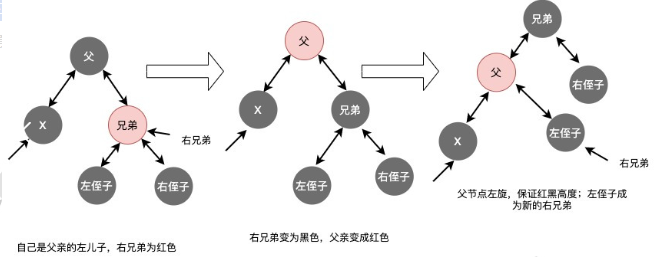 父
X
兄弟
右兄弟
左侄子
右侄子
自己是父亲的左儿子，右兄弟为红色
父
X
兄弟
左侄子
右侄子
右兄弟变为黑色，父亲变成红色
兄弟
父
右侄子
X
左侄子
右兄弟
父节点左旋，保证红黑高度；左侄子成
为新的右兄弟